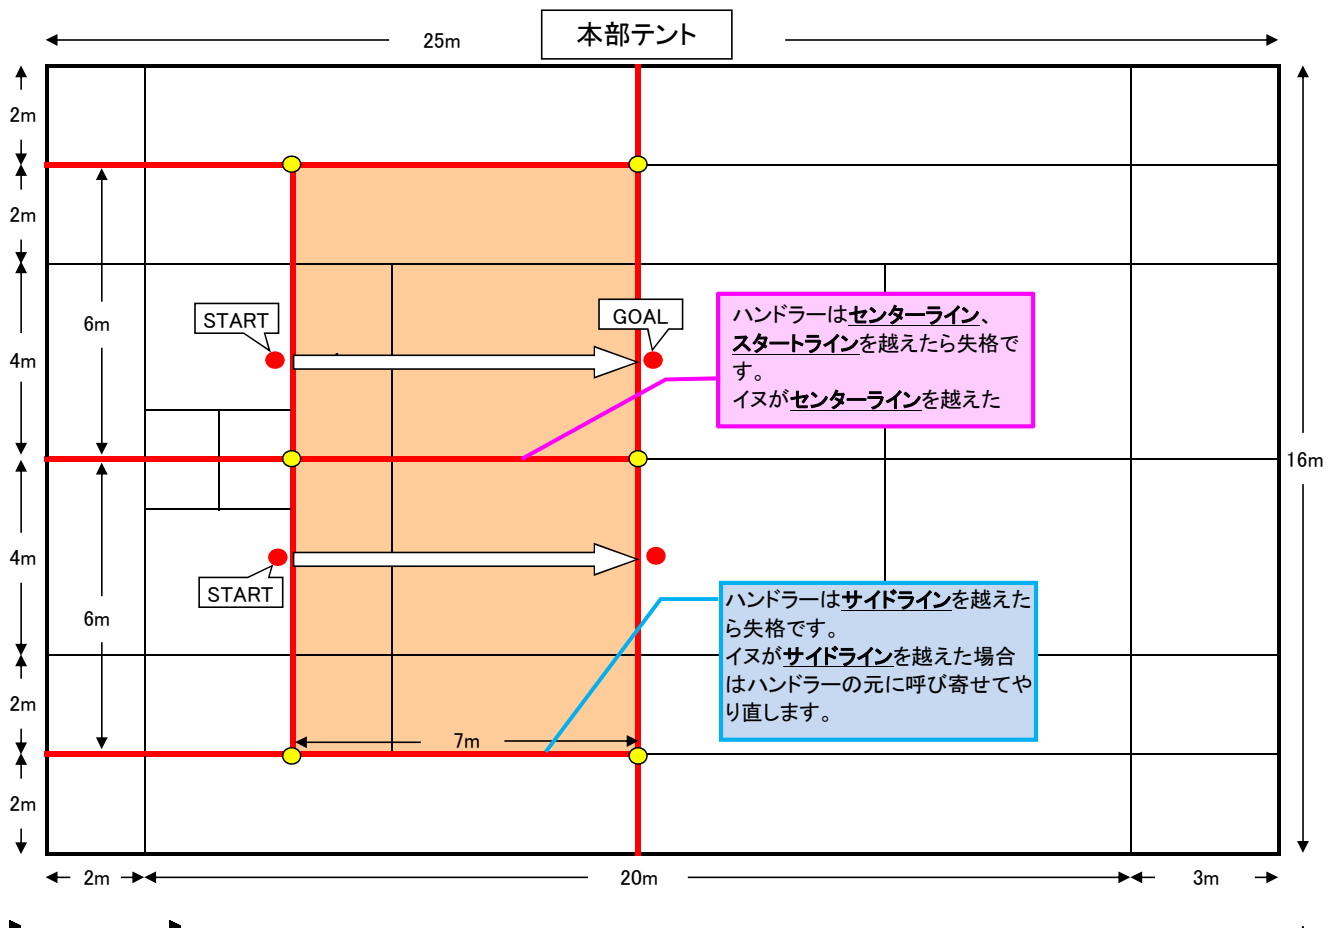 本部テント
25m
2m
2m
6m
START
GOAL
4m
ハンドラーはセンターライン、
スタートラインを越えたら失格で
す。
イヌがセンターラインを越えた
16m
4m
START
6m
ハンドラーはサイドラインを越えた
ら失格です。
イヌがサイドラインを越えた場合
はハンドラーの元に呼び寄せてや
り直します。
2m
7m
2m
2m
20m
3m